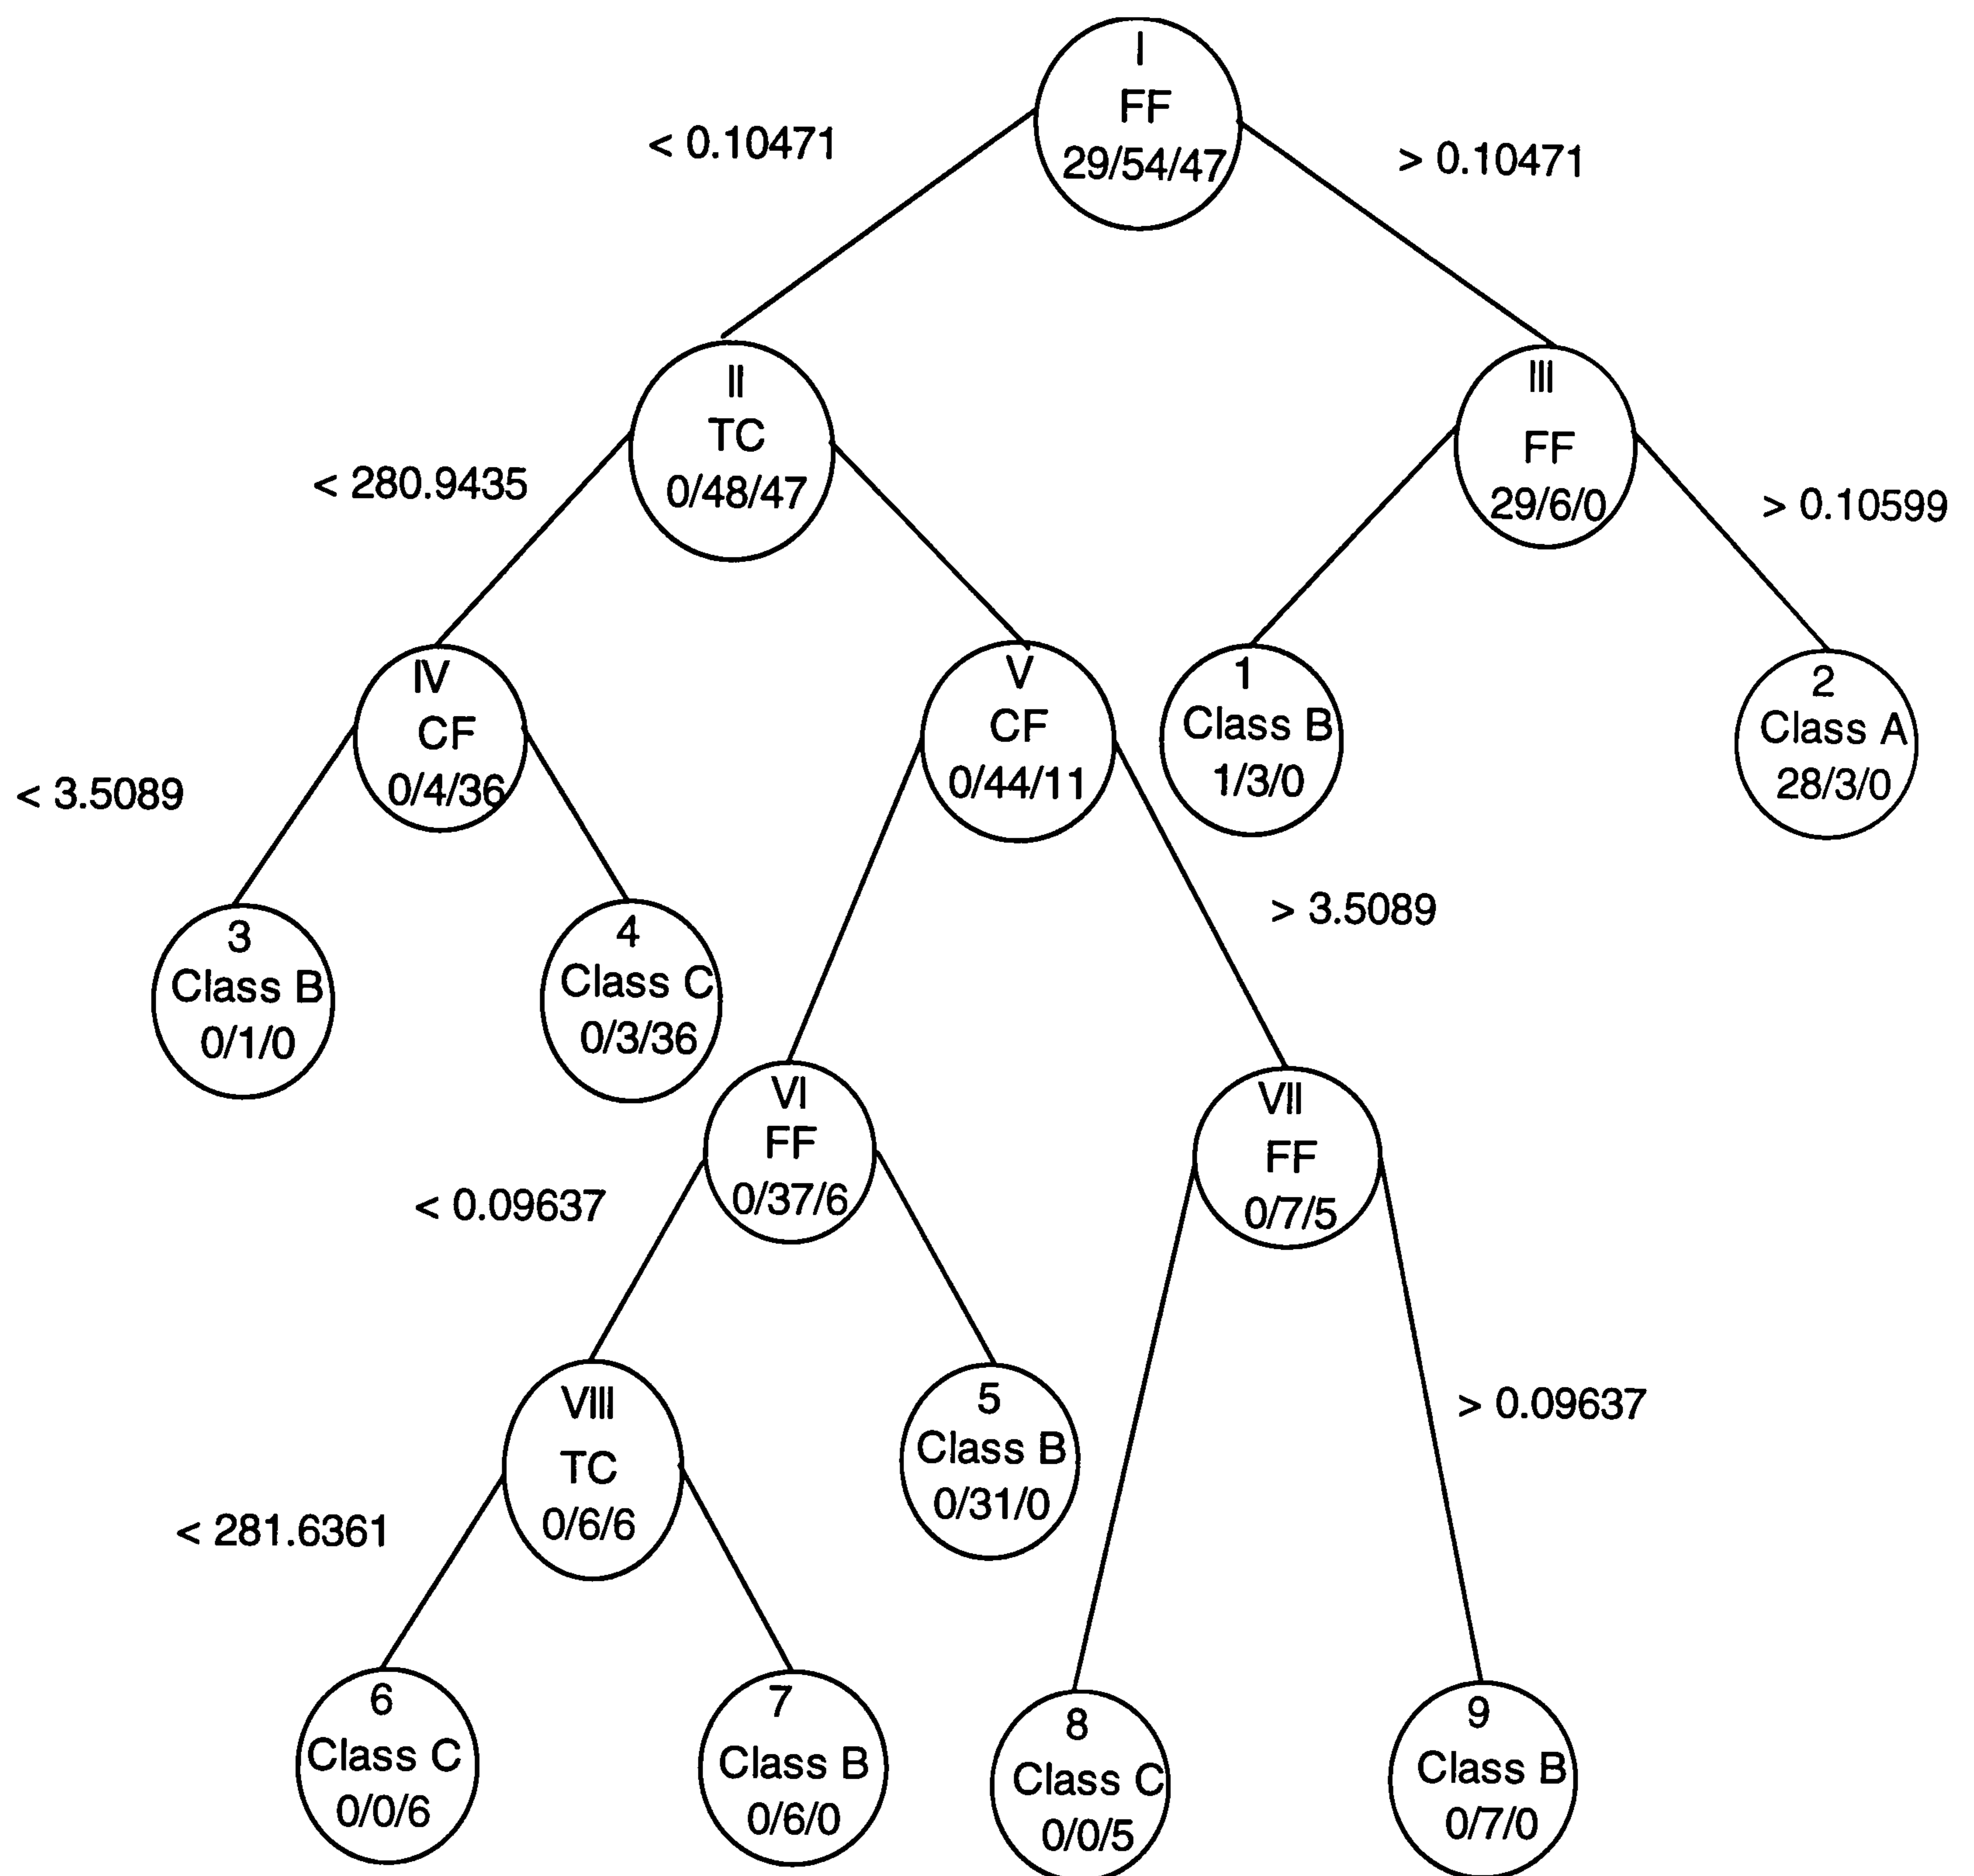 I
FF
29/54/47
< 0.10471
> 0.10471
II
TC
0/48/47
III
FF
29/6/0
< 280.9435
> 0.10599
IV
CF
0/4/36
V
CF
0/44/11
1
Class B
1/3/0
2
Class A
28/3/0
< 3.5089
> 3.5089
3
Class B
0/1/0
4
Class C
0/3/36
VI
FF
0/37/6
VII
FF
0/7/5
< 0.09637
> 0.09637
VIII
TC
0/6/6
5
Class B
0/31/0
< 281.6361
6
Class C
0/0/6
7
Class B
0/6/0
8
Class C
0/0/5
9
Class B
0/7/0